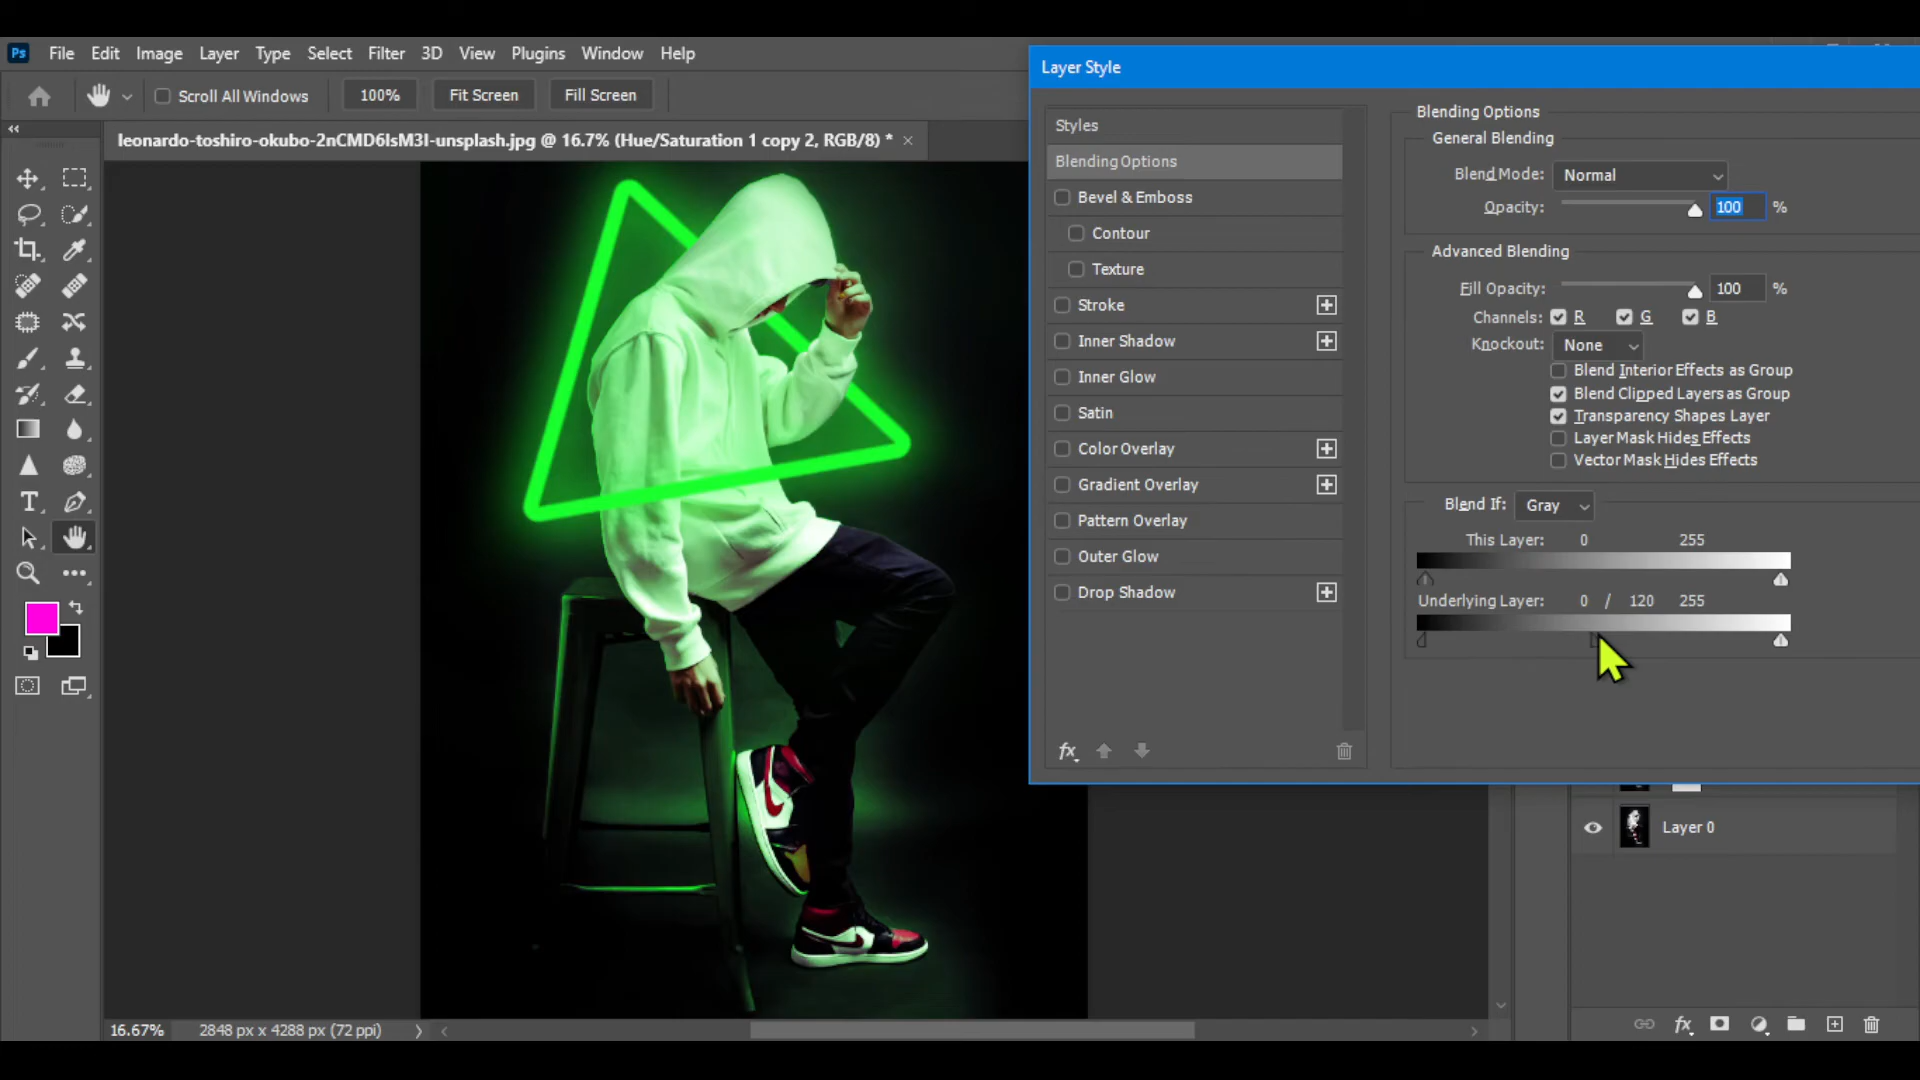 Ps File Edit Image Layer Type Select Filter 3D View Plugins Window Help
Layer Style
Scroll All Windows 100% Fit Screen Fill Screen
leonardo-toshiro-okubo-2nCMD6IsM3I-unsplash.jpg @ 16.7% (Hue/Saturation 1 copy 2, RGB/8) *
Styles
Blending Options
Bevel & Emboss
Contour
Texture
Stroke
Inner Shadow
Inner Glow
Satin
Color Overlay
Gradient Overlay
Pattern Overlay
Outer Glow
Drop Shadow
fx
Blending Options
General Blending
Blend Mode: Normal
Opacity: 100 %
Advanced Blending
Fill Opacity: 100 %
Channels: R G B
Knockout: None
Blend Interior Effects as Group
Blend Clipped Layers as Group
Transparency Shapes Layer
Layer Mask Hides Effects
Vector Mask Hides Effects
Blend If: Gray
This Layer: 0 255
Underlying Layer: 0 / 120 255
Layer 0
fx
16.67% 2848 px x 4288 px (72 ppi)